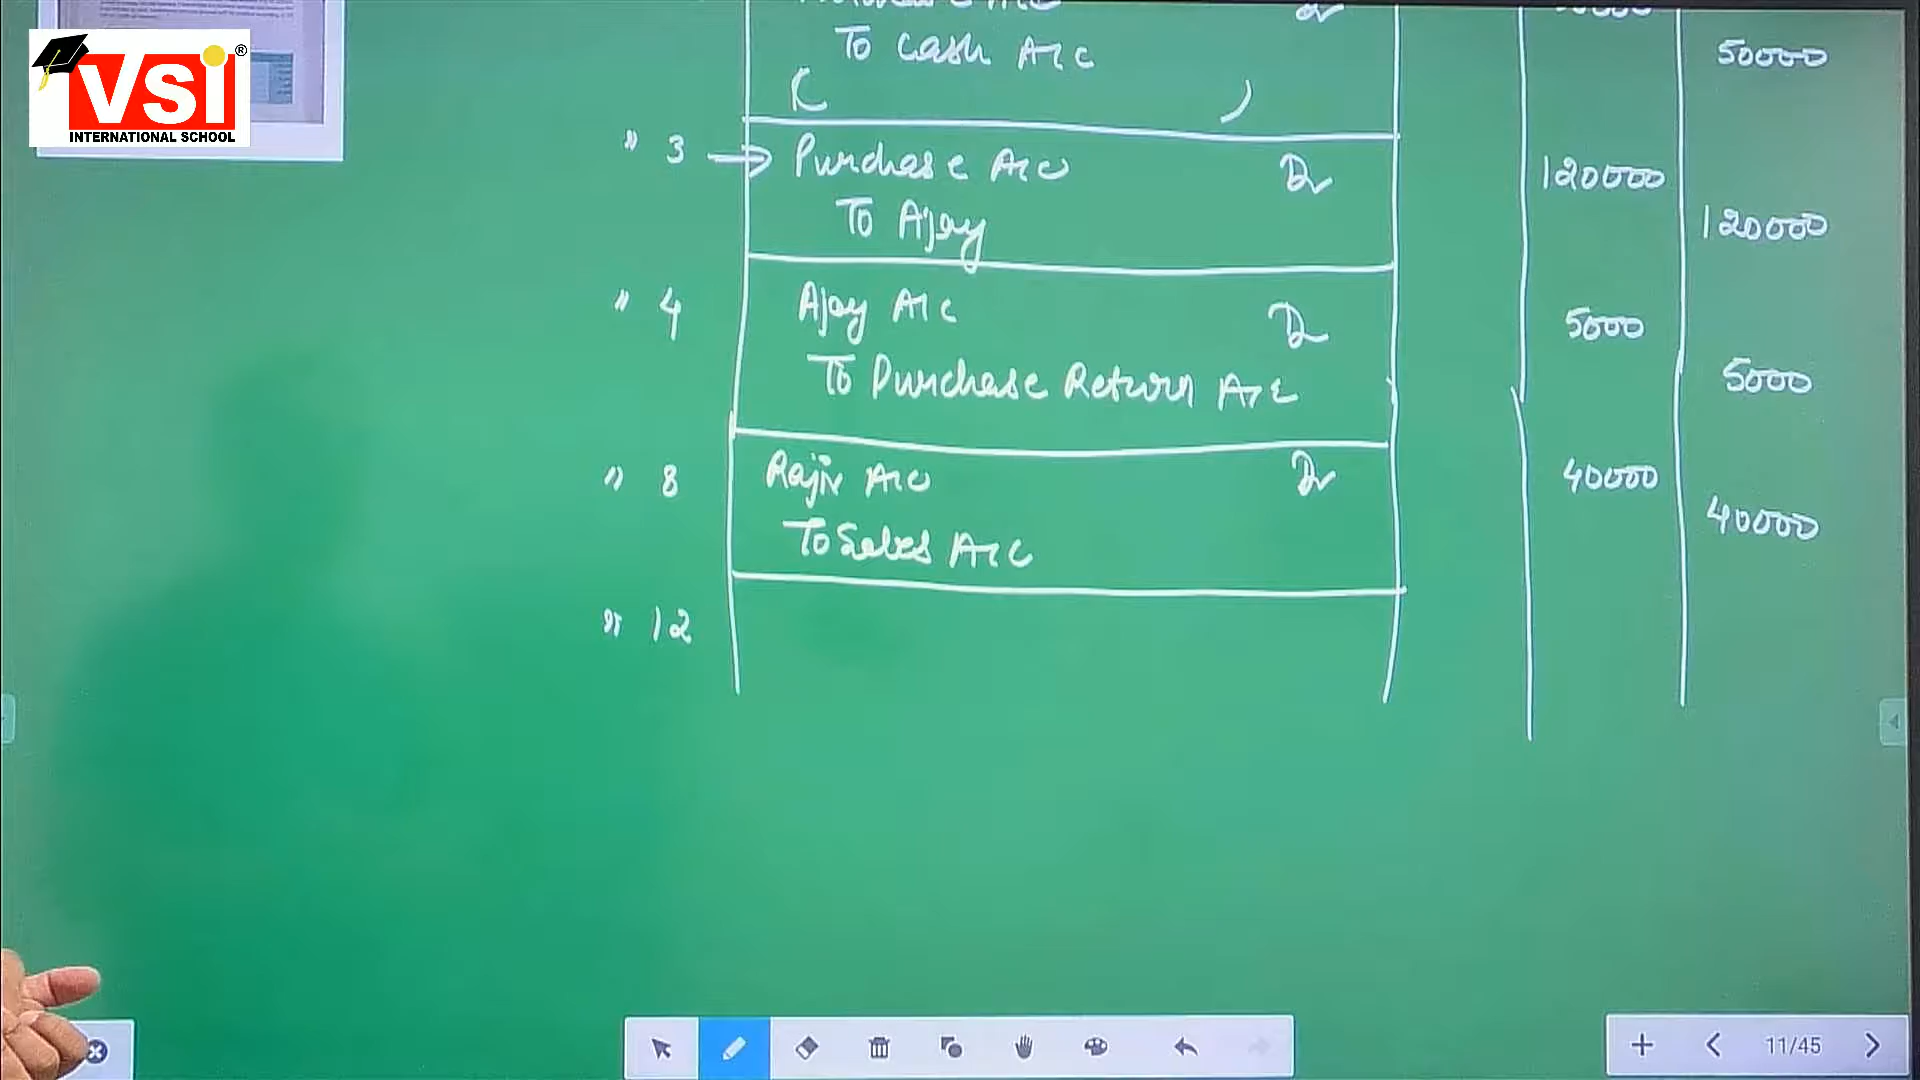 VSI®
INTERNATIONAL SCHOOL
To Cash A/c 50000
( )
" 3 → Purchase A/c Dr 120000
To Ajay 120000
" 4 Ajay A/c Dr 5000
To Purchase Return A/c 5000
" 8 Rajiv A/c Dr 40000
To Sales A/c 40000
" 12
11/45